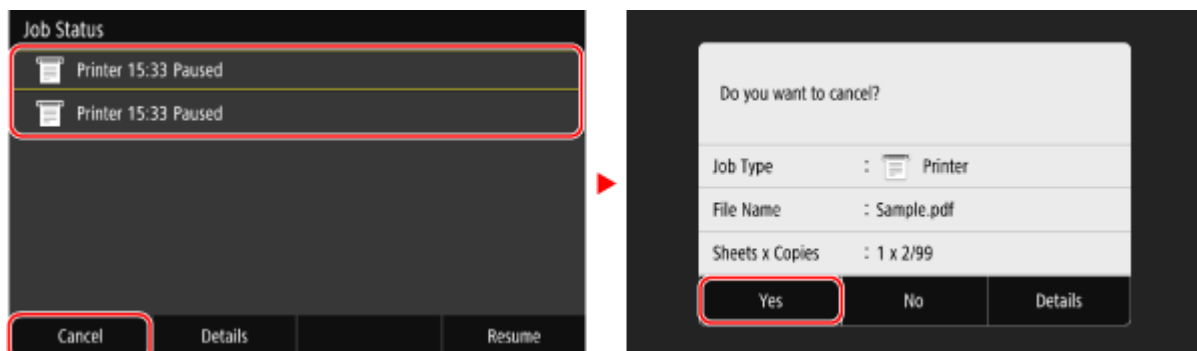 Job Status
Printer 15:33 Paused
Printer 15:33 Paused
Cancel Details Resume
Do you want to cancel?
Job Type : Printer
File Name : Sample.pdf
Sheets x Copies : 1 x 2/99
Yes No Details